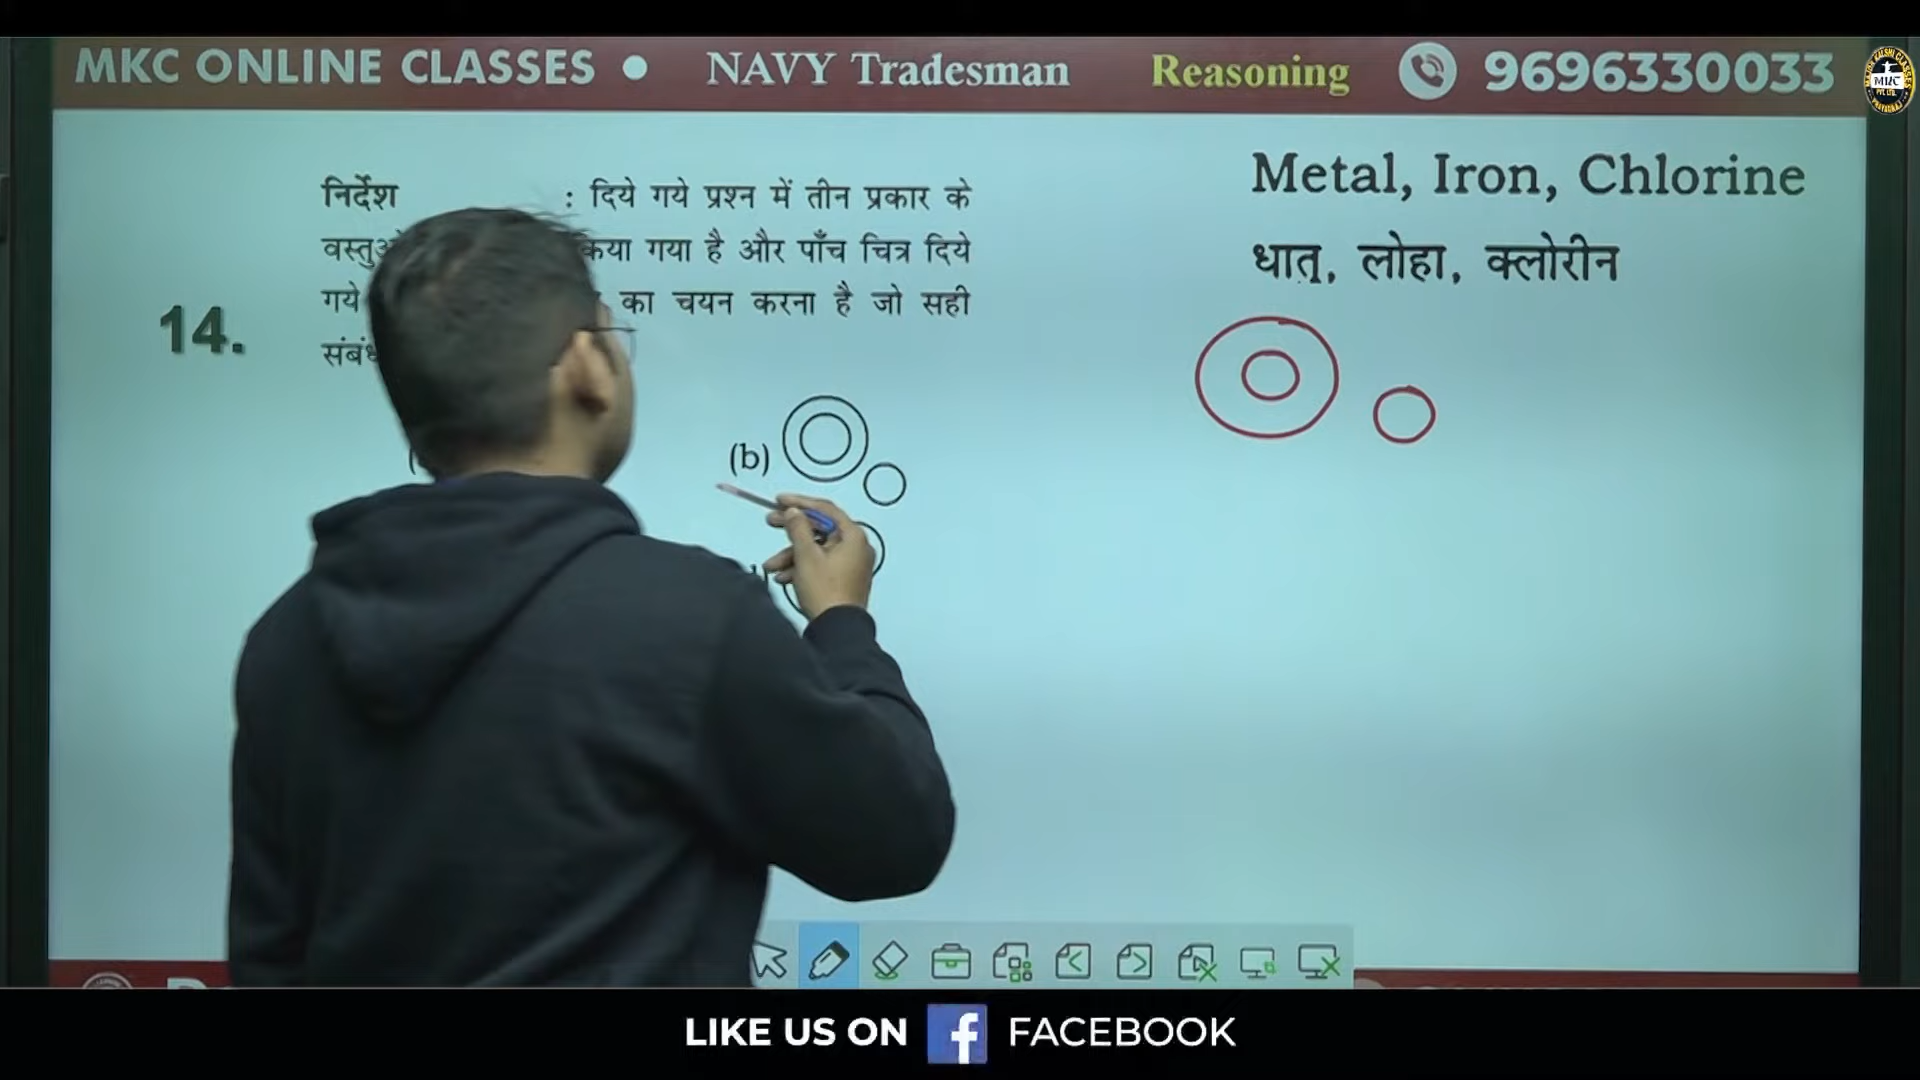 MKC ONLINE CLASSES • NAVY Tradesman Reasoning 9696330033
निर्देश : दिये गये प्रश्न में तीन प्रकार के
गया है और पाँच चित्र दिये
गये का चयन करना है जो सही
14.
(b)
Metal, Iron, Chlorine
धातु, लोहा, क्लोरीन
LIKE US ON f FACEBOOK